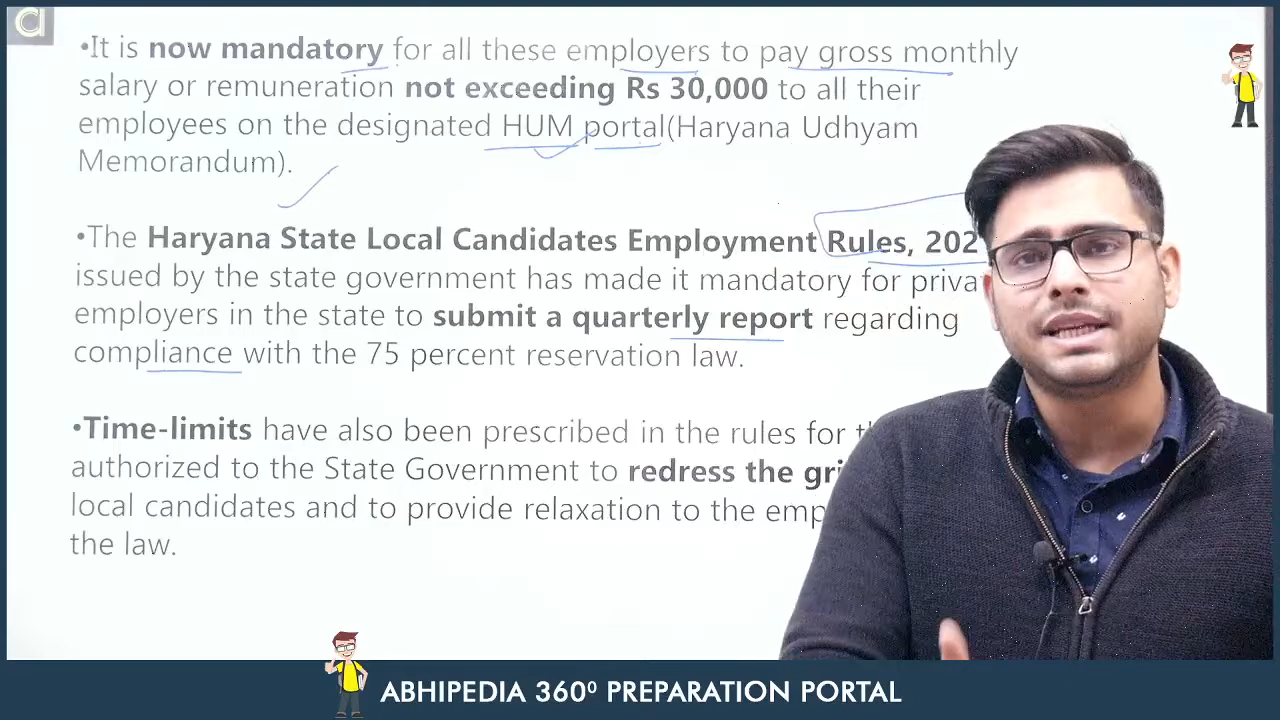 a
•It is now mandatory for all these employers to pay gross monthly
salary or remuneration not exceeding Rs 30,000 to all their
employees on the designated HUM portal(Haryana Udhyam
Memorandum).
•The Haryana State Local Candidates Employment Rules, 202
issued by the state government has made it mandatory for
employers in the state to submit a quarterly report regarding
compliance with the 75 percent reservation law.
•Time-limits have also been prescribed in the rules for
authorized to the State Government to redress the
local candidates and to provide relaxation to the
the law.
ABHIPEDIA 360⁰ PREPARATION PORTAL